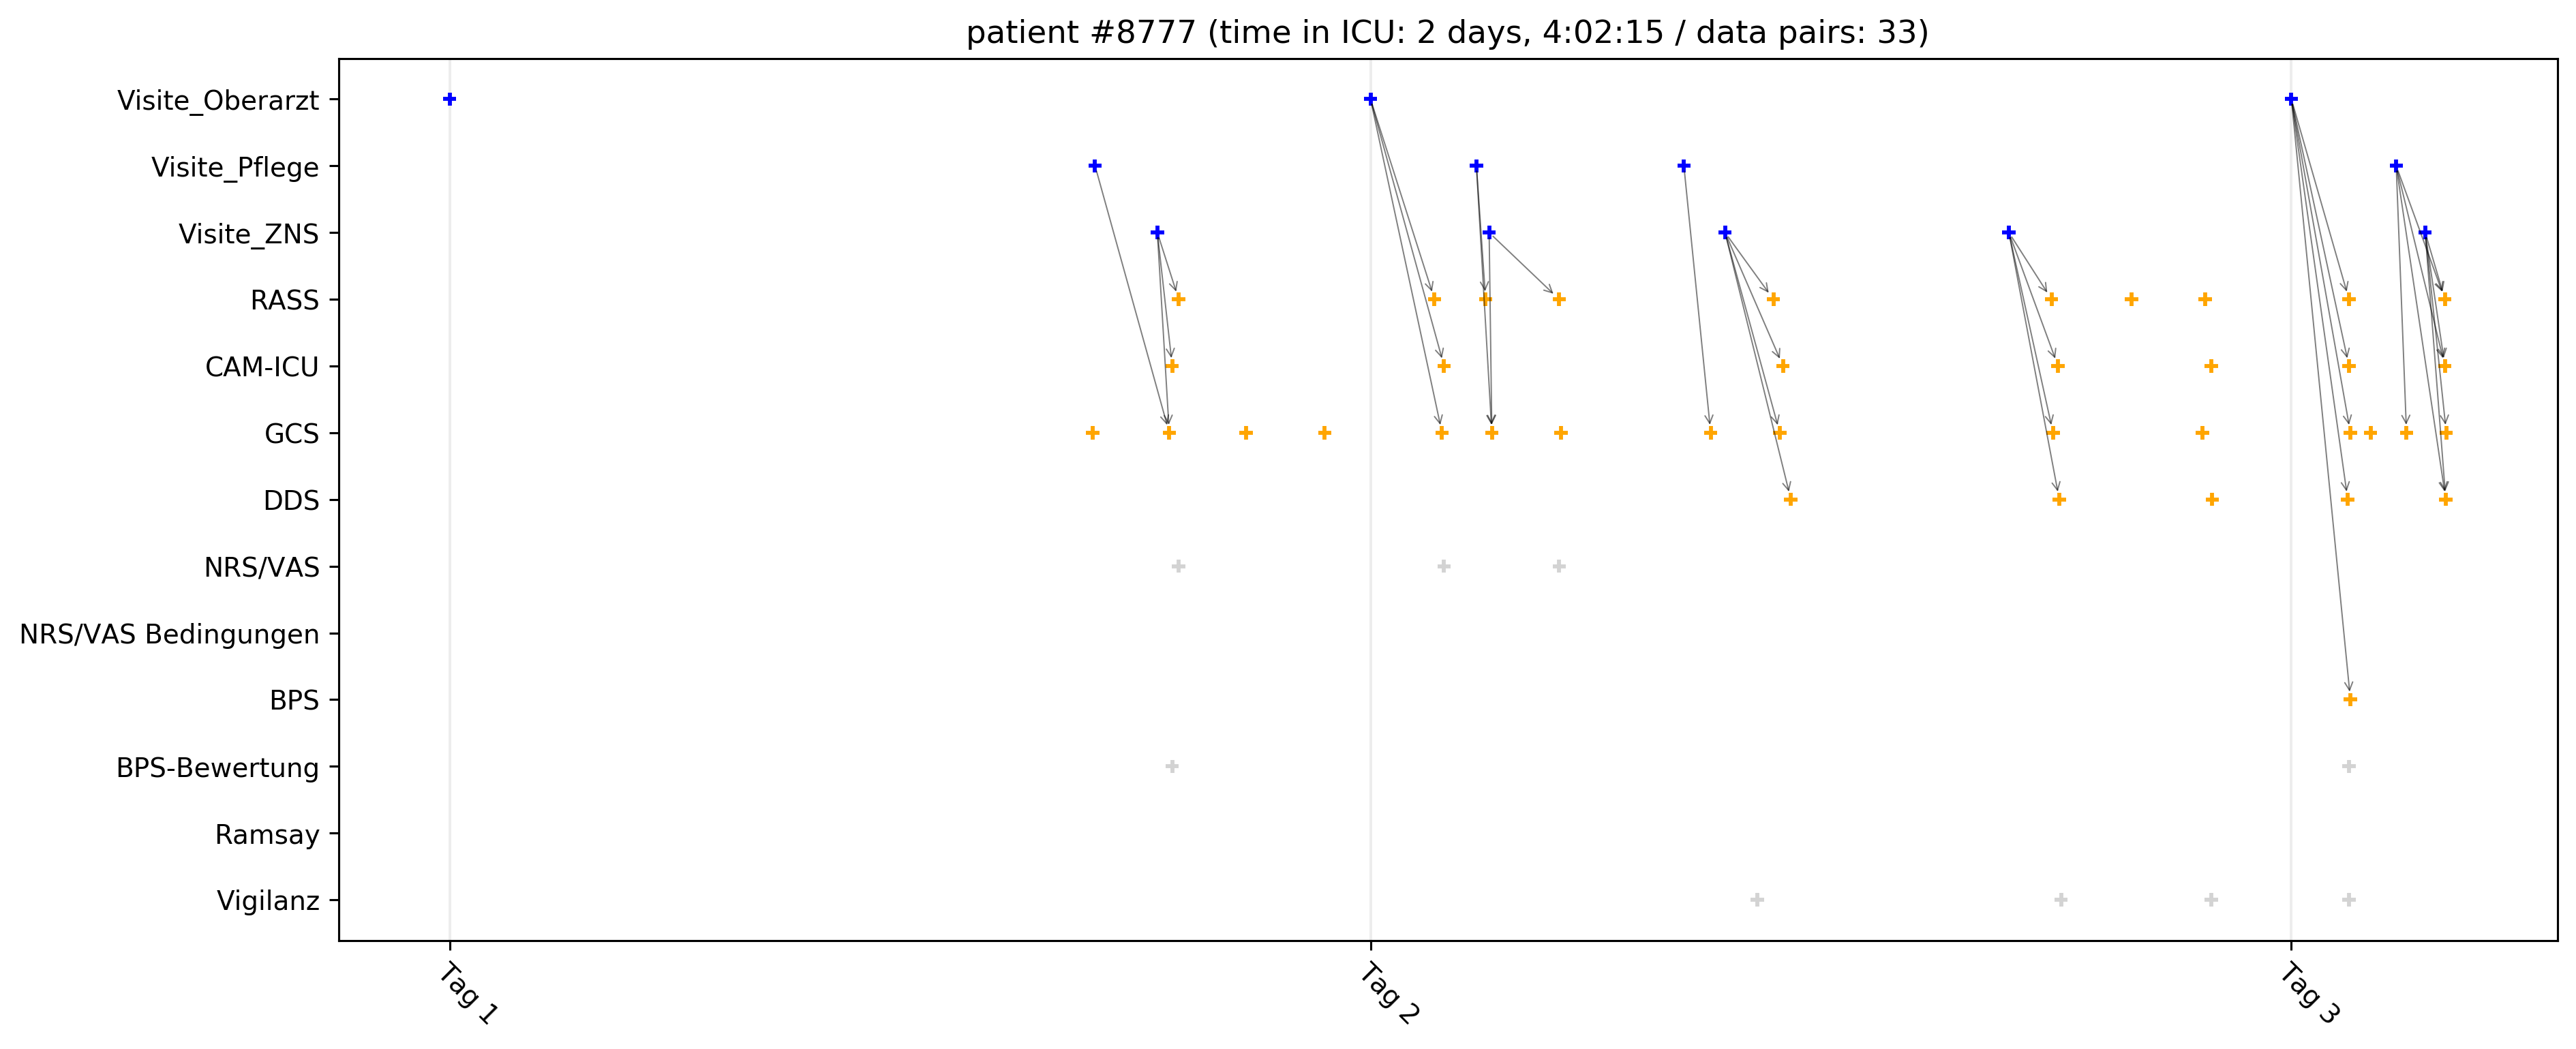 patient #8777 (time in ICU: 2 days, 4:02:15 / data pairs: 33)
Visite_Oberarzt
Visite_Pflege
Visite_ZNS
RASS
CAM-ICU
GCS
DDS
NRS/VAS
NRS/VAS Bedingungen
BPS
BPS-Bewertung
Ramsay
Vigilanz
Tag 1
Tag 2
Tag 3